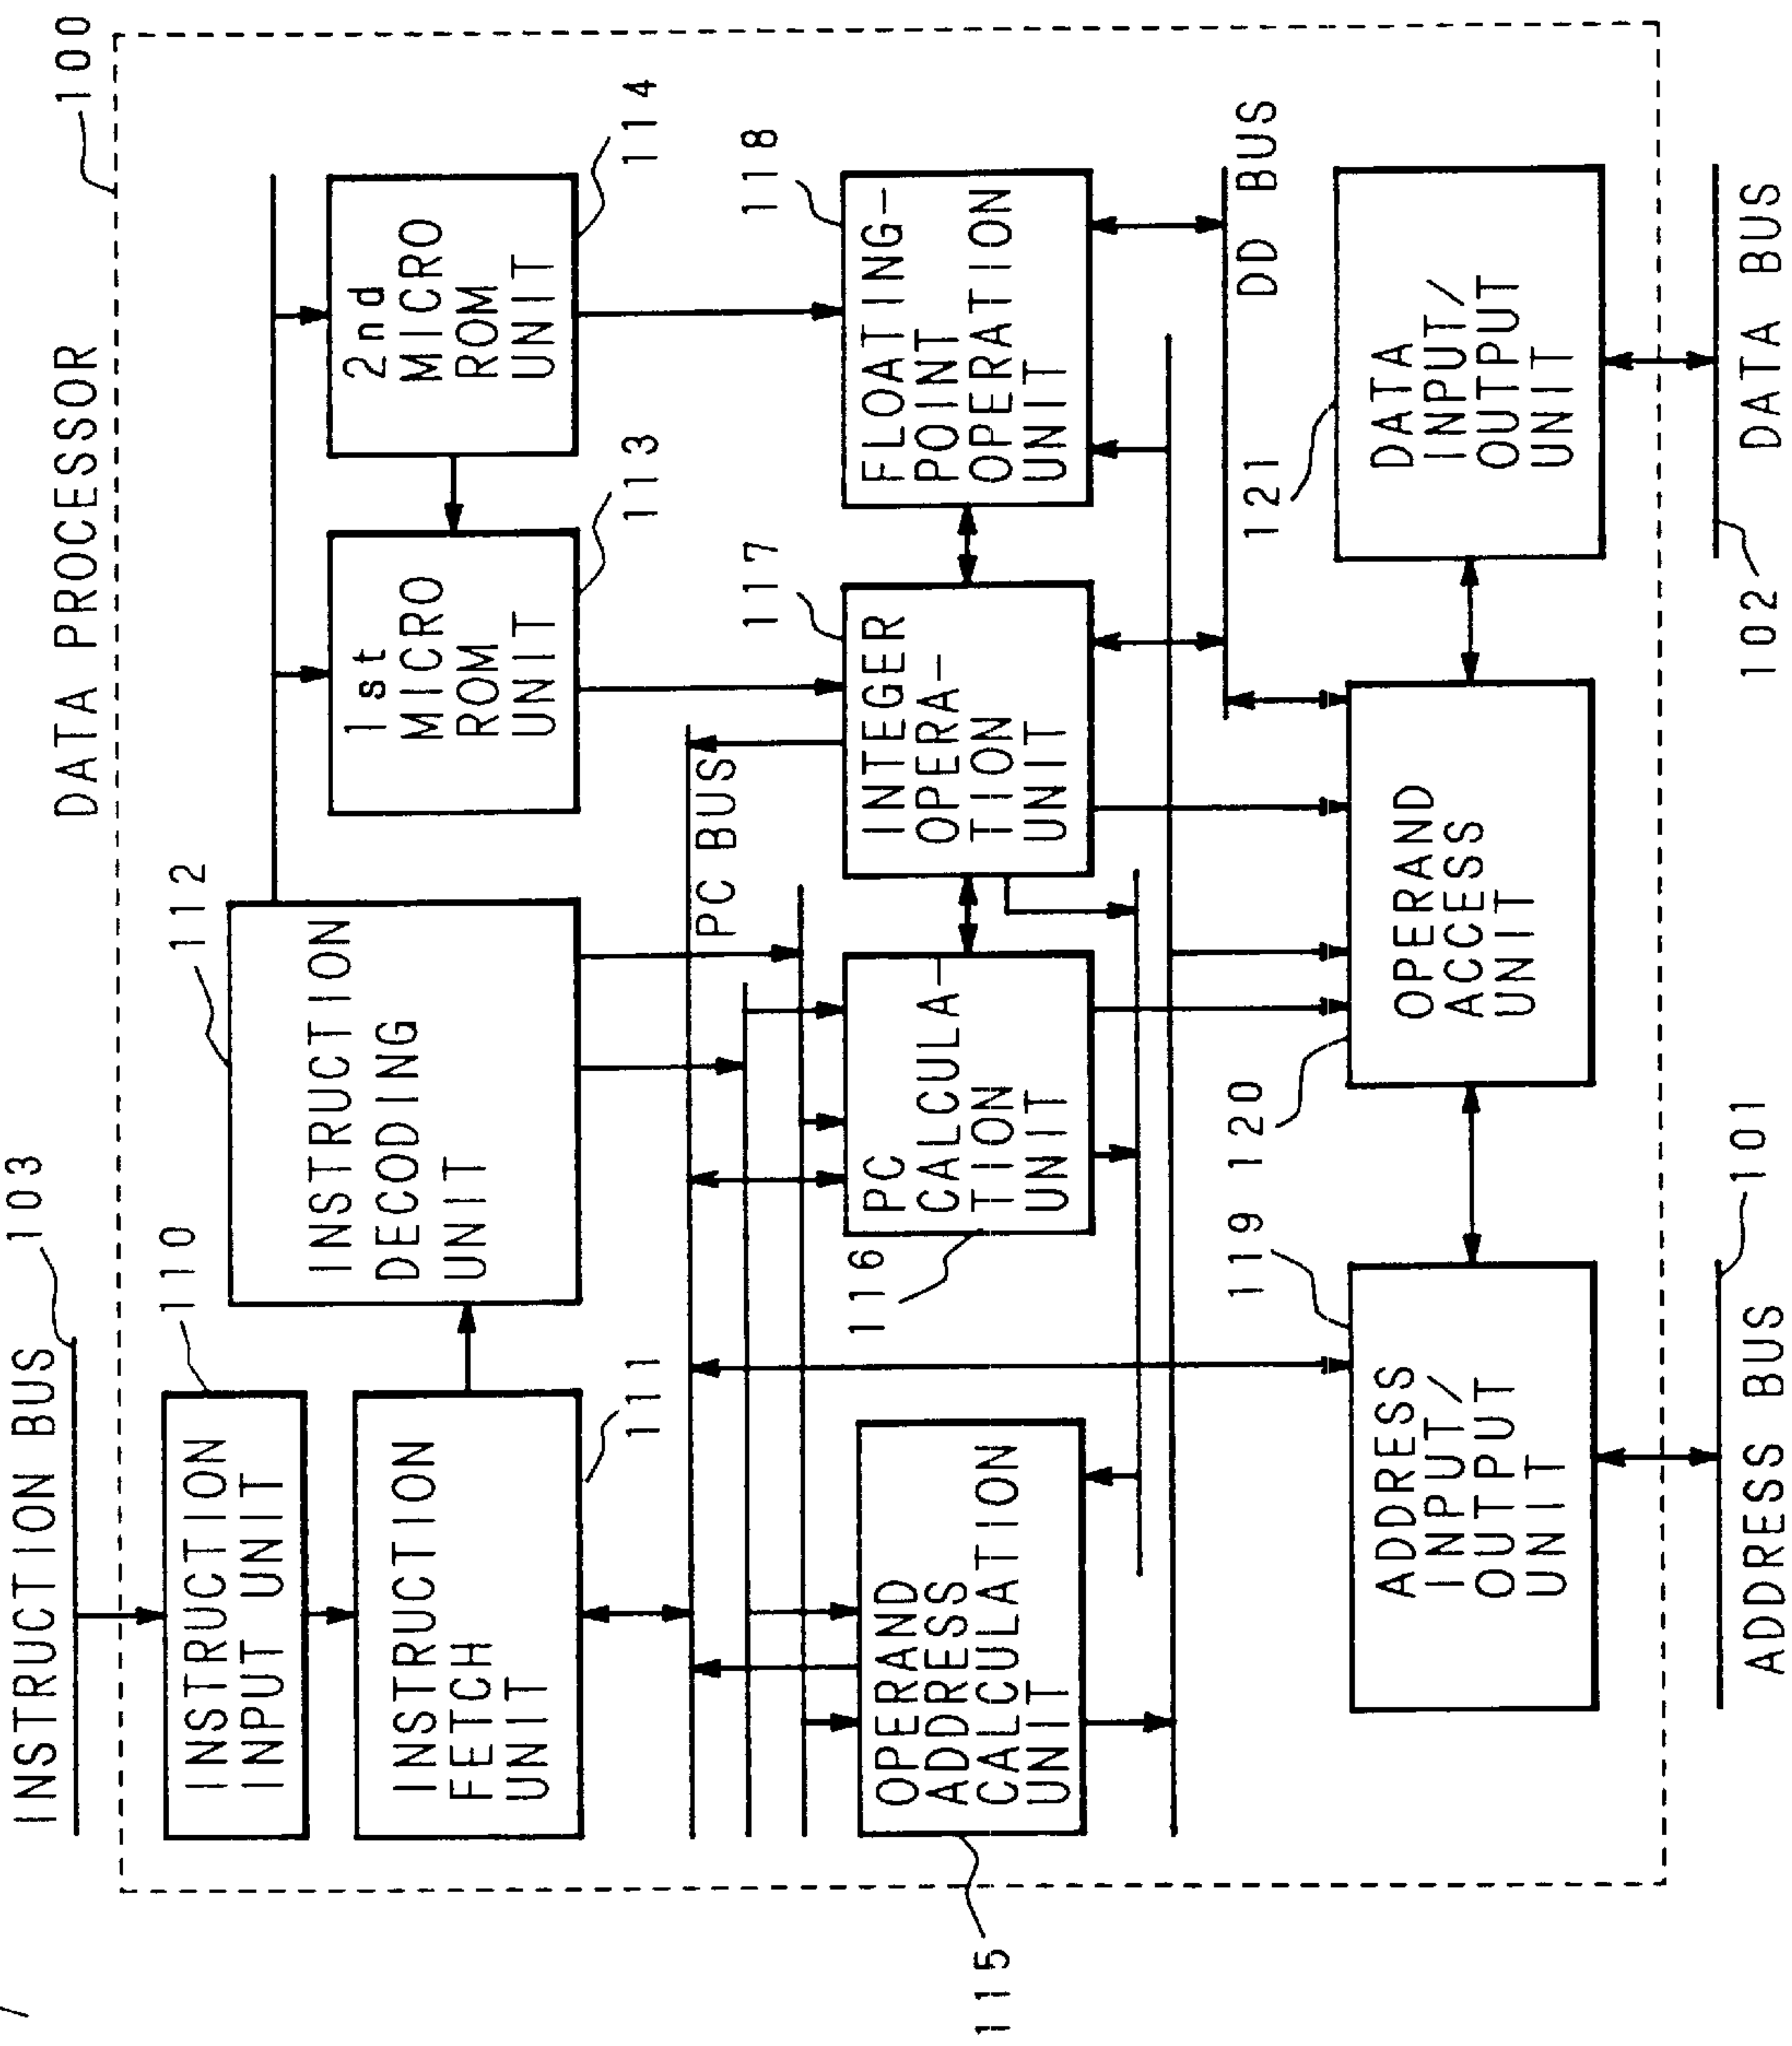 DATA PROCESSOR
100
INSTRUCTION BUS
103
110
INSTRUCTION
INPUT UNIT
INSTRUCTION
FETCH
UNIT
111
112
INSTRUCTION
DECODING
UNIT
1st
MICRO
ROM
UNIT
113
2nd
MICRO
ROM
UNIT
114
PC BUS
OPERAND
ADDRESS
CALCULATION
UNIT
115
PC
CALCULA-
TION
UNIT
116
117
INTEGER
OPERA-
TION
UNIT
118
FLOATING-
POINT
OPERATION
UNIT
DD BUS
119
ADDRESS
INPUT/
OUTPUT
UNIT
120
OPERAND
ACCESS
UNIT
121
DATA
INPUT/
OUTPUT
UNIT
101
ADDRESS BUS
102
DATA BUS